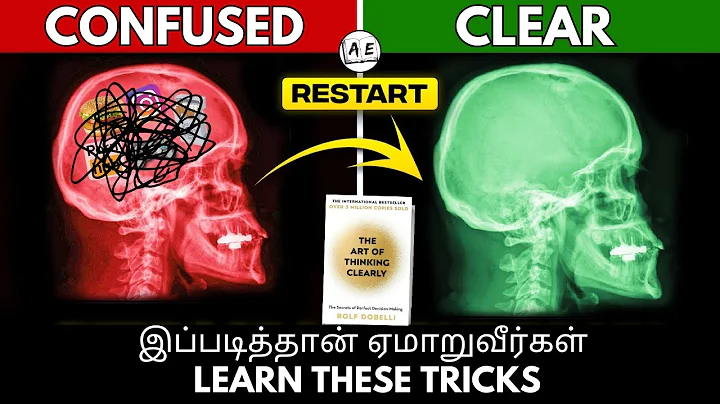 CONFUSED
CLEAR
A E
RESTART
THE INTERNATIONAL BESTSELLER
OVER 3 MILLION COPIES SOLD
THE
ART OF
THINKING
CLEARLY
The Secrets of Perfect Decision-Making
ROLF DOBELLI
இப்படித்தான் ஏமாறுவீர்கள்
LEARN THESE TRICKS